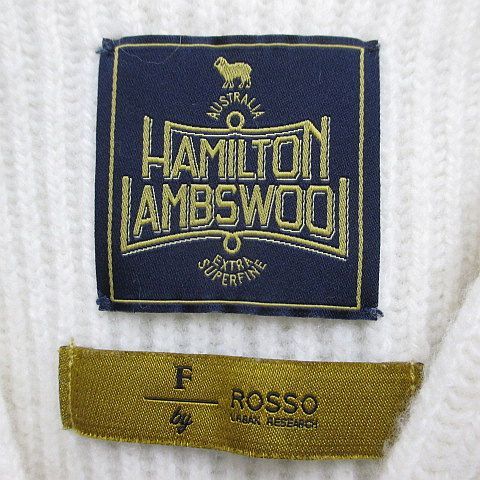 AUSTRALIA
HAMILTON
LAMBSWOOL
EXTRA
SUPERFINE
F
by
ROSSO
URBAN RESEARCH